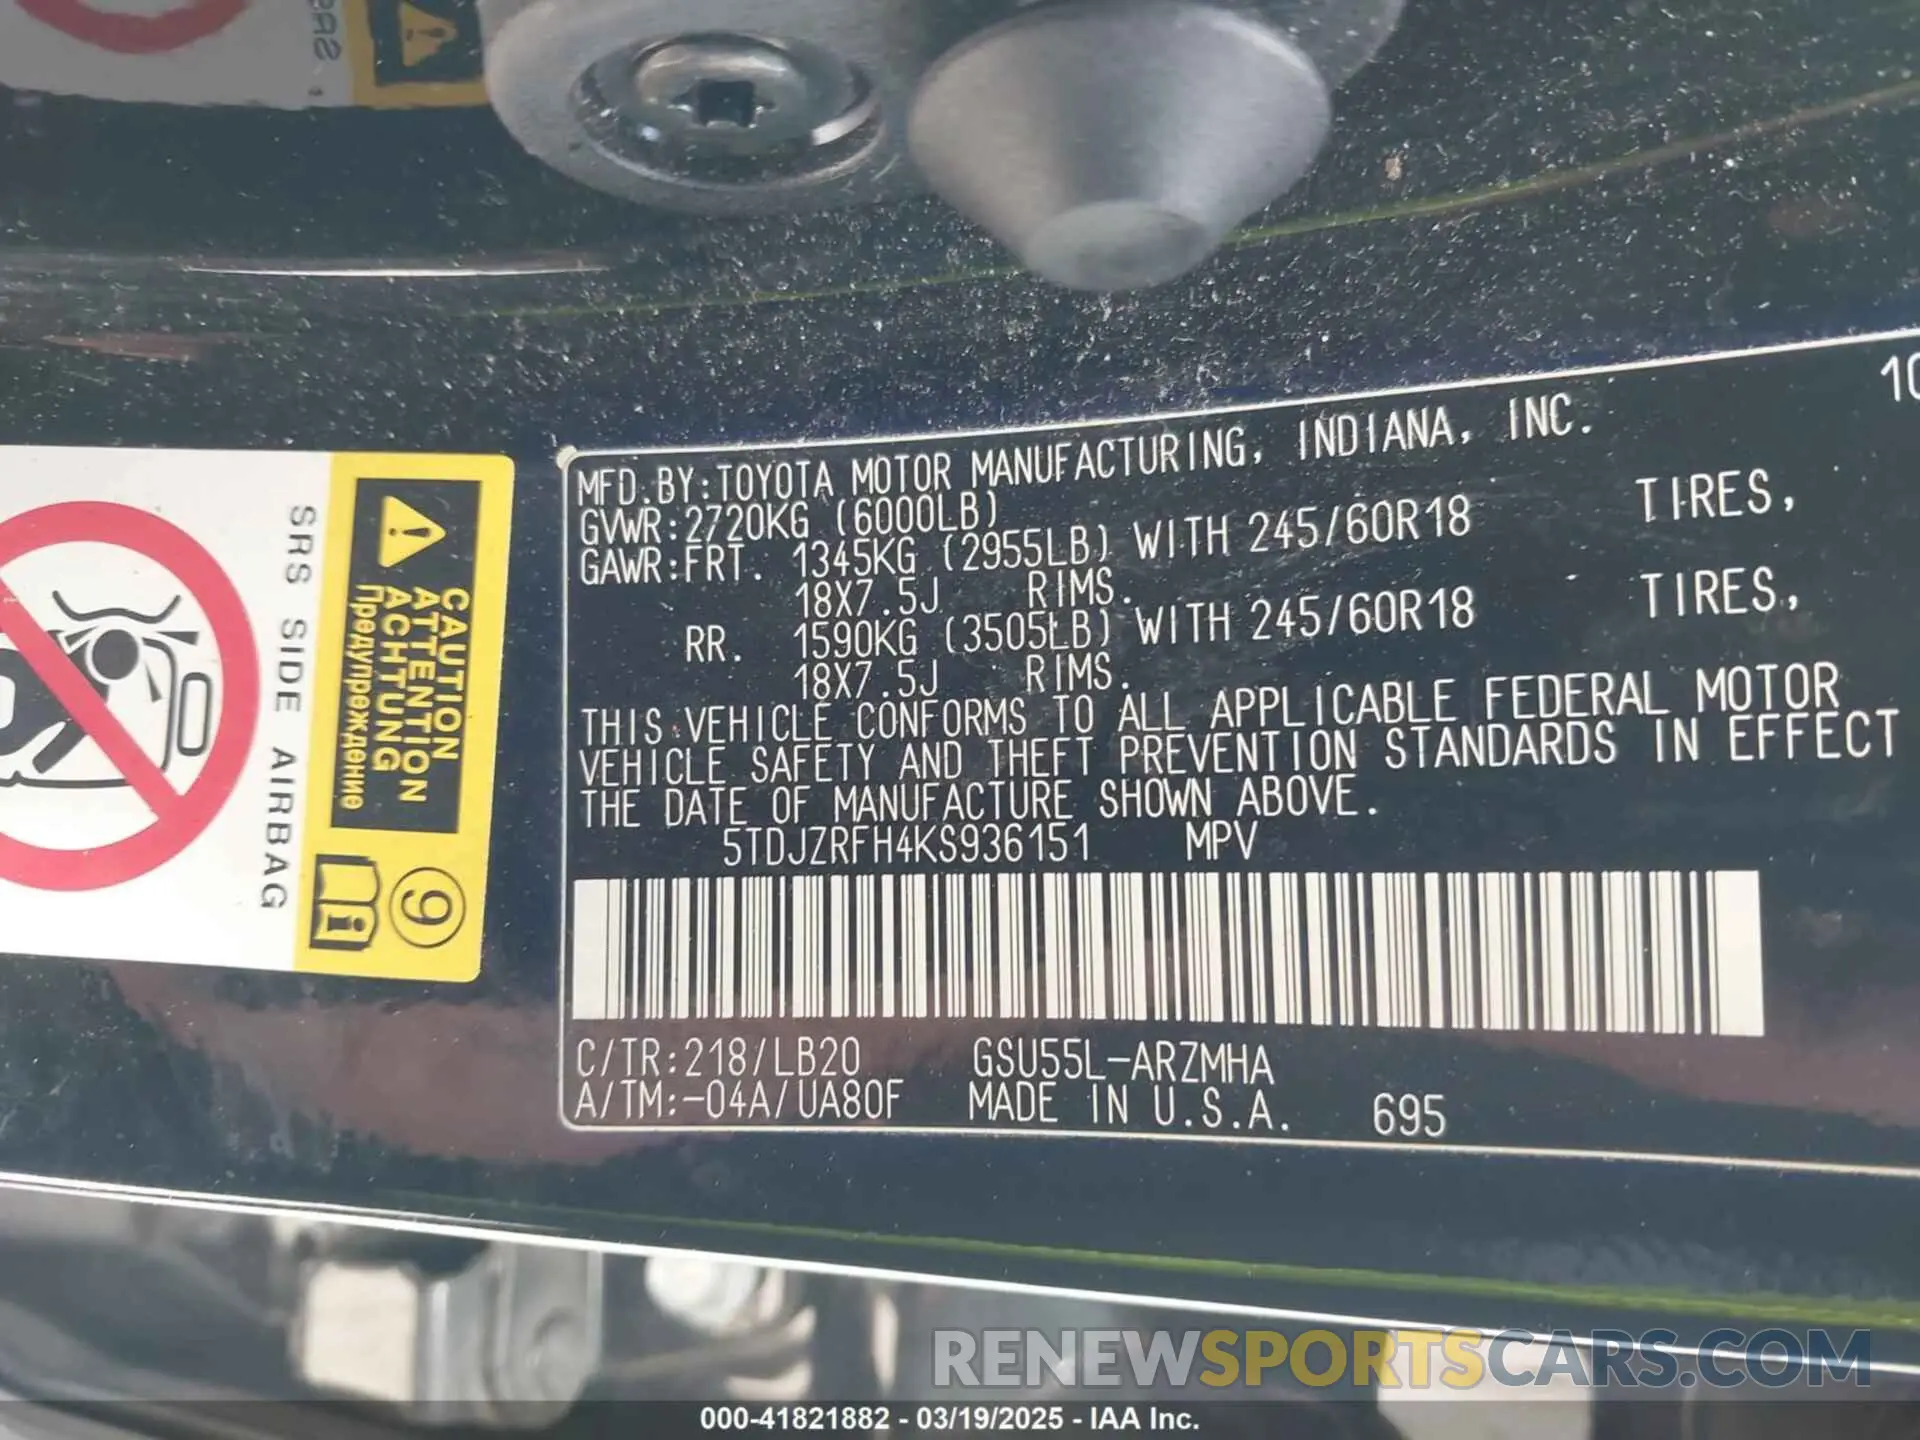 10
MFD.BY:TOYOTA MOTOR MANUFACTURING, INDIANA, INC.
GVWR:2720KG (6000LB)
GAWR:FRT. 1345KG (2955LB) WITH 245/60R18 TIRES,
18X7.5J RIMS.
RR. 1590KG (3505LB) WITH 245/60R18 TIRES,
18X7.5J RIMS.
THIS VEHICLE CONFORMS TO ALL APPLICABLE FEDERAL MOTOR
VEHICLE SAFETY AND THEFT PREVENTION STANDARDS IN EFFECT
THE DATE OF MANUFACTURE SHOWN ABOVE.
5TDJZRFH4KS936151 MPV
C/TR:218/LB20 GSU55L-ARZMHA
A/TM:-04A/UA80F MADE IN U.S.A. 695
CAUTION
ATTENTION
ACHTUNG
Предупреждение
9
SRS SIDE AIRBAG
RENEWSPORTSCARS.COM
000-41821882 - 03/19/2025 - IAA Inc.